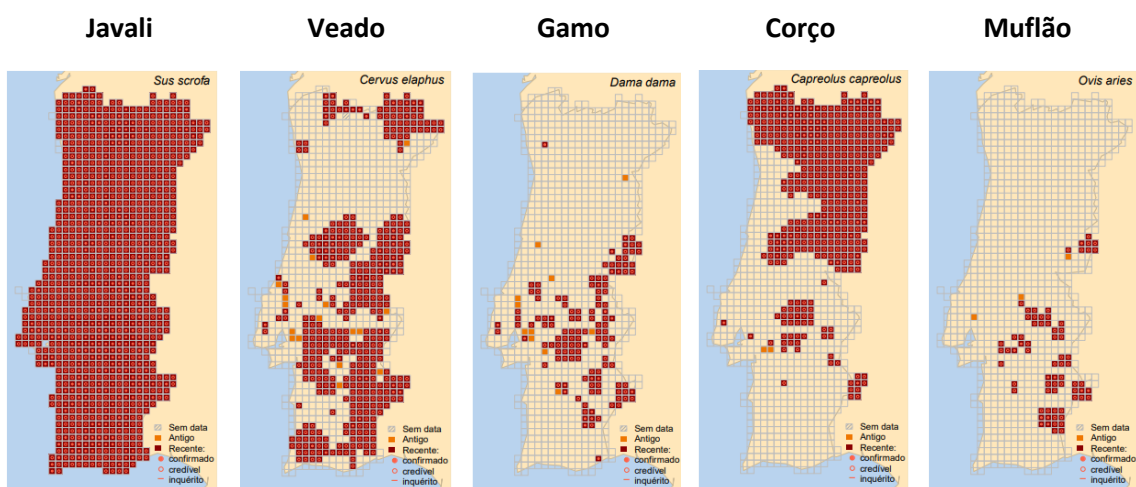 Javali
Veado
Gamo
Corço
Muflão
Sus scrofa
Sem data
Antigo
Recente:
confirmado
credível
inquérito
Cervus elaphus
Sem data
Antigo
Recente:
confirmado
credível
inquérito
Dama dama
Sem data
Antigo
Recente:
confirmado
credível
inquérito
Capreolus capreolus
Sem data
Antigo
Recente:
confirmado
credível
inquérito
Ovis aries
Sem data
Antigo
Recente:
confirmado
credível
inquérito